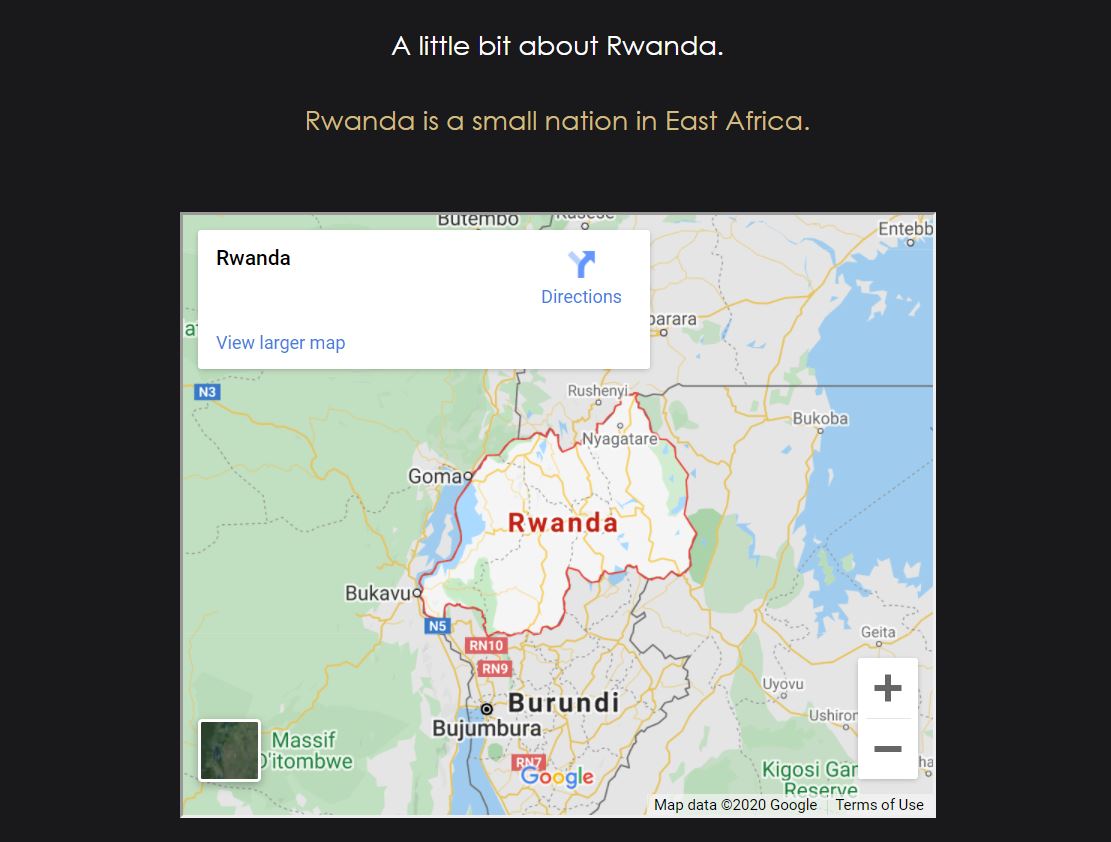 A little bit about Rwanda.
Rwanda is a small nation in East Africa.
Butembo
Entebb
Rwanda
Directions
View larger map
barara
N3
Rushenyi
Bukoba
Nyagatare
Goma
Rwanda
Bukavu
N5
Geita
RN10
RN9
Uyovu
Burundi
Bujumbura
Ushiron
Massif
D'itombwe
RN7
Google
Kigosi Gam
Reserve
Map data ©2020 Google
Terms of Use